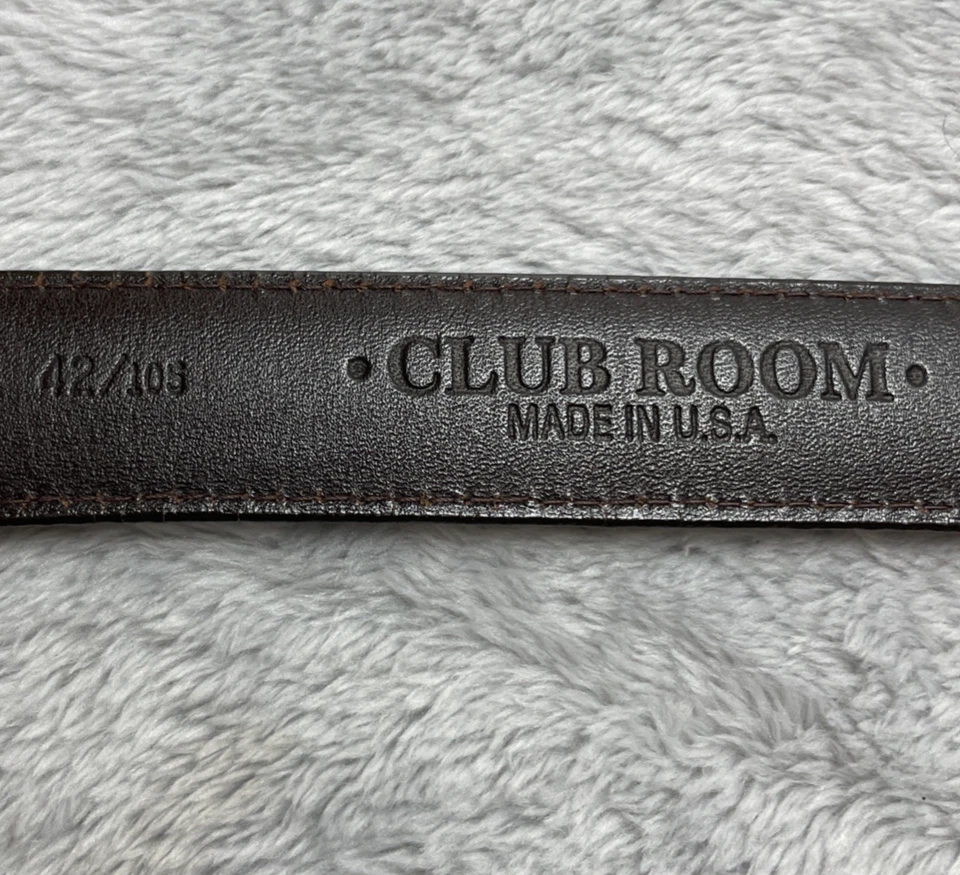 42/105
• CLUB ROOM •
MADE IN U.S.A.